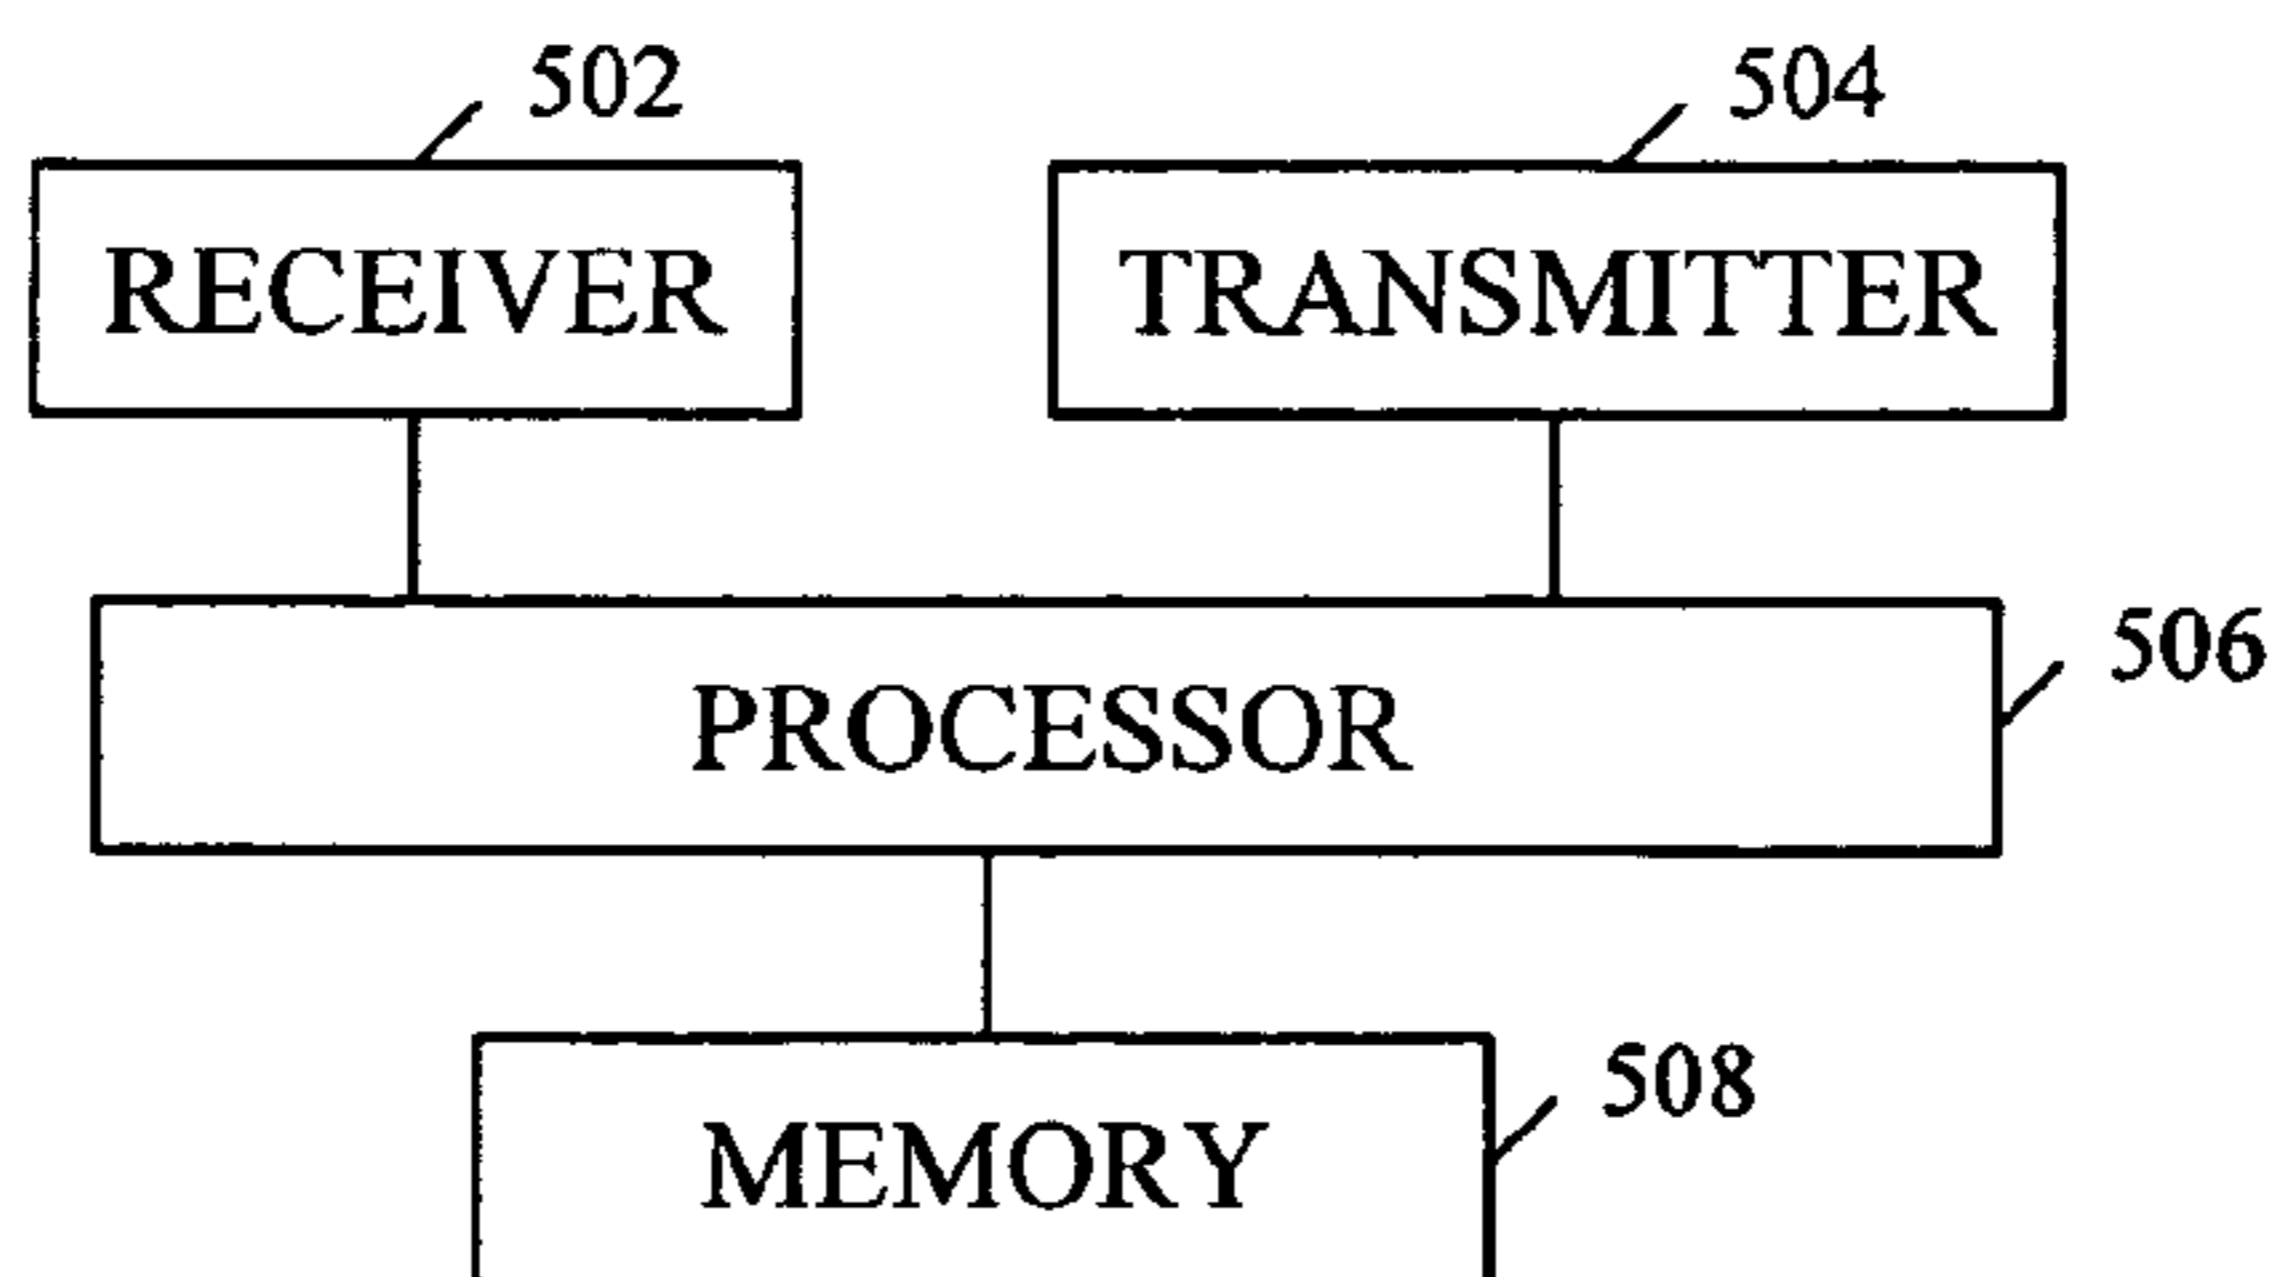 502
504
RECEIVER
TRANSMITTER
506
PROCESSOR
508
MEMORY